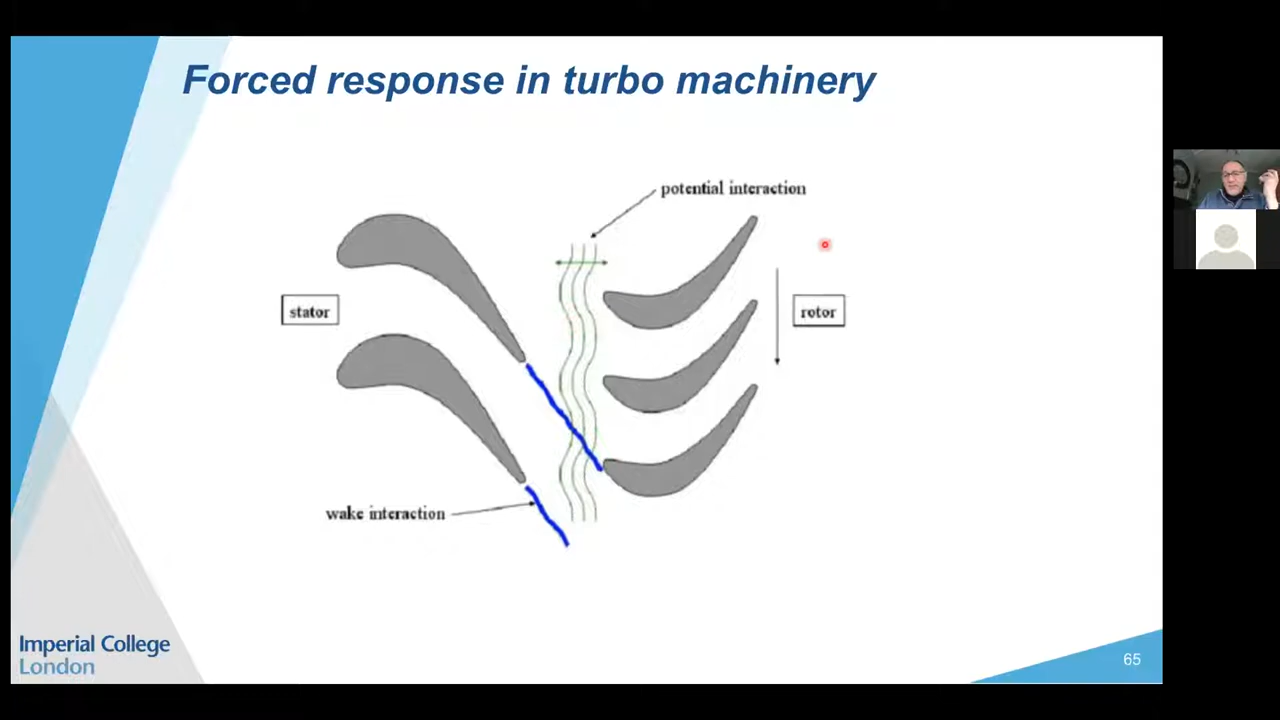 Forced response in turbo machinery
potential interaction
stator
rotor
wake interaction
Imperial College
London
65